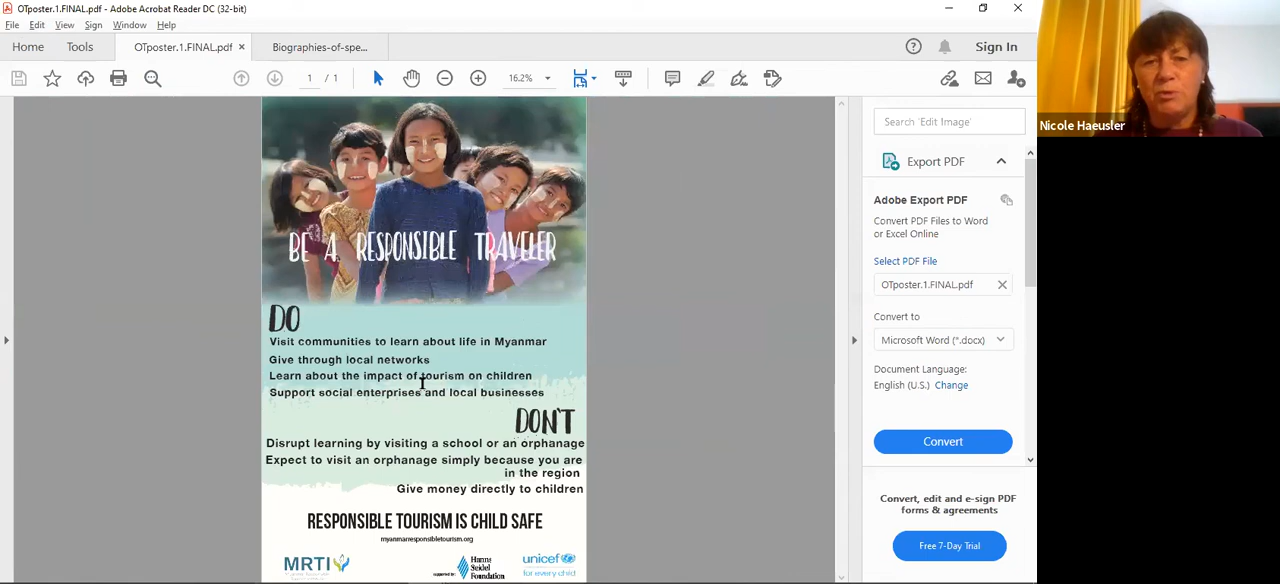 OTposter.1.FINAL.pdf - Adobe Acrobat Reader DC (32-bit)
File Edit View Sign Window Help
Home Tools OTposter.1.FINAL.pdf × Biographies-of-spe... Sign In
1 / 1 16.2%
Nicole Haeusler
Search 'Edit Image'
Export PDF
Adobe Export PDF
Convert PDF Files to Word
or Excel Online
Select PDF File
OTposter.1.FINAL.pdf
Convert to
Microsoft Word (*.docx)
Document Language:
English (U.S.) Change
Convert
Convert, edit and e-sign PDF
forms & agreements
Free 7-Day Trial
BE A RESPONSIBLE TRAVELER
DO
Visit communities to learn about life in Myanmar
Give through local networks
Learn about the impact of tourism on children
Support social enterprises and local businesses
DON'T
Disrupt learning by visiting a school or an orphanage
Expect to visit an orphanage simply because you are
in the region
Give money directly to children
RESPONSIBLE TOURISM IS CHILD SAFE
myanmarresponsibletourism.org
MRTI
supported by:
Hanns
Seidel
Foundation
unicef
for every child